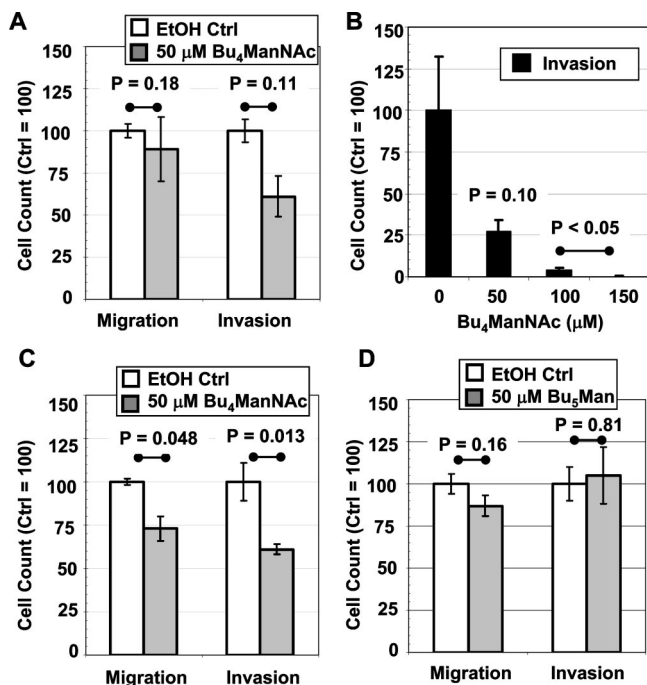 A
EtOH Ctrl
50 μM Bu₄ManNAc
P = 0.18 P = 0.11
Cell Count (Ctrl = 100)
150
125
100
75
50
25
0
Migration Invasion
B
Invasion
P = 0.10
P < 0.05
Cell Count (Ctrl = 100)
150
125
100
75
50
25
0
0 50 100 150
Bu₄ManNAc (μM)
C
EtOH Ctrl
50 μM Bu₄ManNAc
P = 0.048 P = 0.013
Cell Count (Ctrl = 100)
150
125
100
75
50
25
0
Migration Invasion
D
EtOH Ctrl
50 μM Bu₅Man
P = 0.16 P = 0.81
Cell Count (Ctrl = 100)
150
125
100
75
50
25
0
Migration Invasion